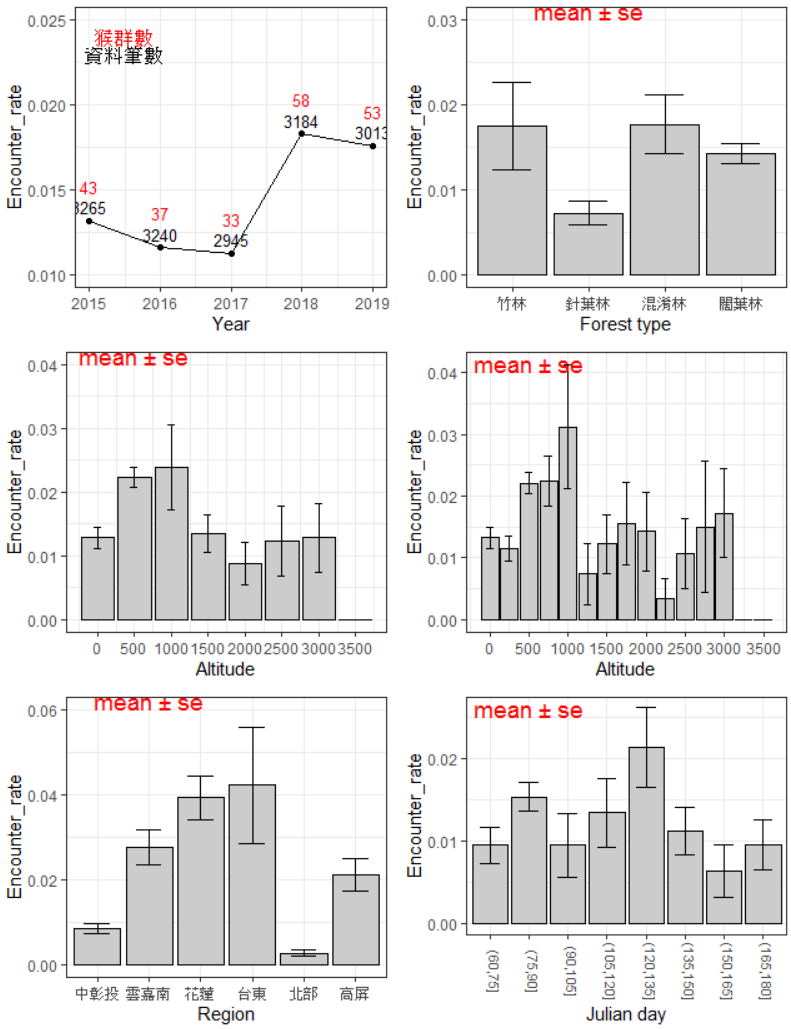 0.025
0.020
0.015
0.010
Encounter_rate
猴群數
資料筆數
43
3265
37
3240
33
2945
58
3184
53
3013
2015 2016 2017 2018 2019
Year
mean ± se
0.03
0.02
0.01
0.00
Encounter_rate
竹林 針葉林 混淆林 闊葉林
Forest type
mean ± se
0.04
0.03
0.02
0.01
0.00
Encounter_rate
0 500 1000 1500 2000 2500 3000 3500
Altitude
mean ± se
0.04
0.03
0.02
0.01
0.00
Encounter_rate
0 500 1000 1500 2000 2500 3000 3500
Altitude
mean ± se
0.06
0.04
0.02
0.00
Encounter_rate
中彰投 雲嘉南 花蓮 台東 北部 高屏
Region
mean ± se
0.02
0.01
0.00
Encounter_rate
(60,75] (75,90] (90,105] (105,120] (120,135] (135,150] (150,165] (165,180]
Julian day